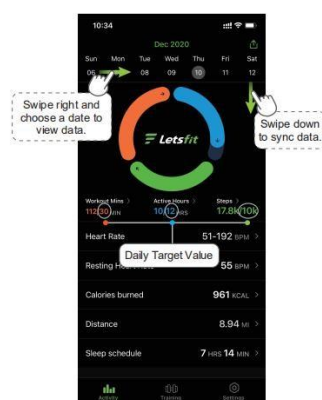 10:34
Dec 2020
Sun Mon Tue Wed Thu Fri Sat
06 08 09 10 11 12
Swipe right and
choose a date to
view data.
Swipe down
to sync data.
Letsfit
Workout Mins > Active Hours > Steps >
112/30 MIN 10/12 HRS 17.8k/10k
Heart Rate 51-192 BPM >
Daily Target Value
Resting Heart Rate 55 BPM >
Calories burned 961 KCAL >
Distance 8.94 MI >
Sleep schedule 7 HRS 14 MIN >
Activity Training Settings